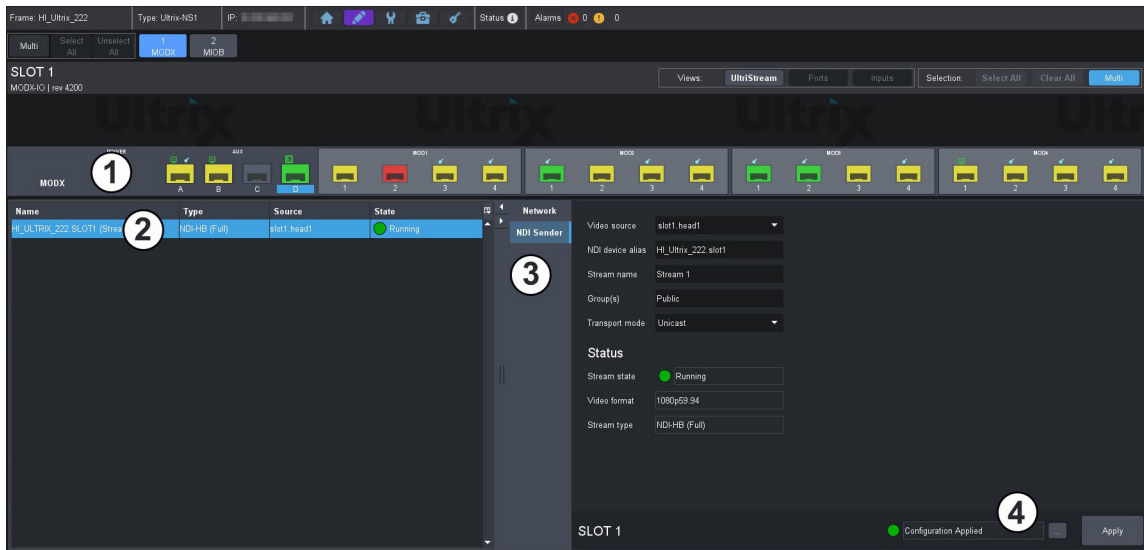 Frame: HI_Ultrix_222 Type: Ultrix-NS1 IP: Status Alarms 0 0
Multi Select All Unselect All 1 MODX 2 MIOB
SLOT 1
MODX-IO | rev 4200
Views: UltriStream Ports Inputs Selection: Select All Clear All Multi
Ultrix Ultrix Ultrix Ultr
POWER AUX MOD1 MOD2 MOD3 MOD4
MODX 1
A B C D 1 2 3 4 1 2 3 4 1 2 3 4 1 2 3 4
Name Type Source State
HI_ULTRIX_222.SLOT1 (Strea 2 NDI-HB (Full) slot1.head1 Running
Network
NDI Sender
3
Video source slot1.head1
NDI device alias HI_Ultrix_222.slot1
Stream name Stream 1
Group(s) Public
Transport mode Unicast
Status
Stream state Running
Video format 1080p59.94
Stream type NDI-HB (Full)
SLOT 1 Configuration Applied 4 ... Apply